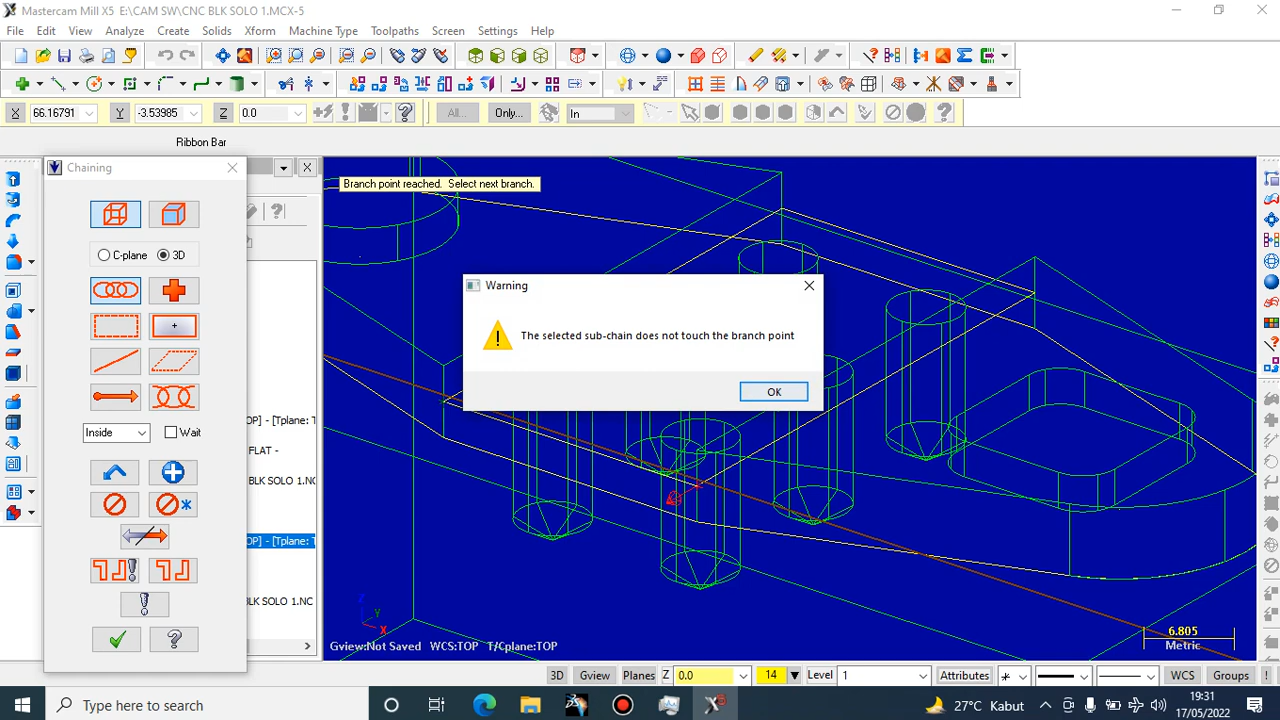 Mastercam Mill X5 E:\CAM SW\CNC BLK SOLO 1.MCX-5
File Edit View Analyze Create Solids Xform Machine Type Toolpaths Screen Settings Help
X 66.16791 Y -3.53985 Z 0.0 All... Only... In
Ribbon Bar
Chaining
Branch point reached. Select next branch.
C-plane 3D
Warning
The selected sub-chain does not touch the branch point
OK
Inside Wait
OP] - [Tplane: T
FLAT -
LK SOLO 1.NC
OP] - [Tplane: T
LK SOLO 1.NC
Z
Y
X
Gview:Not Saved WCS:TOP T/Cplane:TOP
6.805
Metric
3D Gview Planes Z 0.0 14 Level 1 Attributes WCS Groups !
Type here to search
27°C Kabut
19:31
17/05/2022